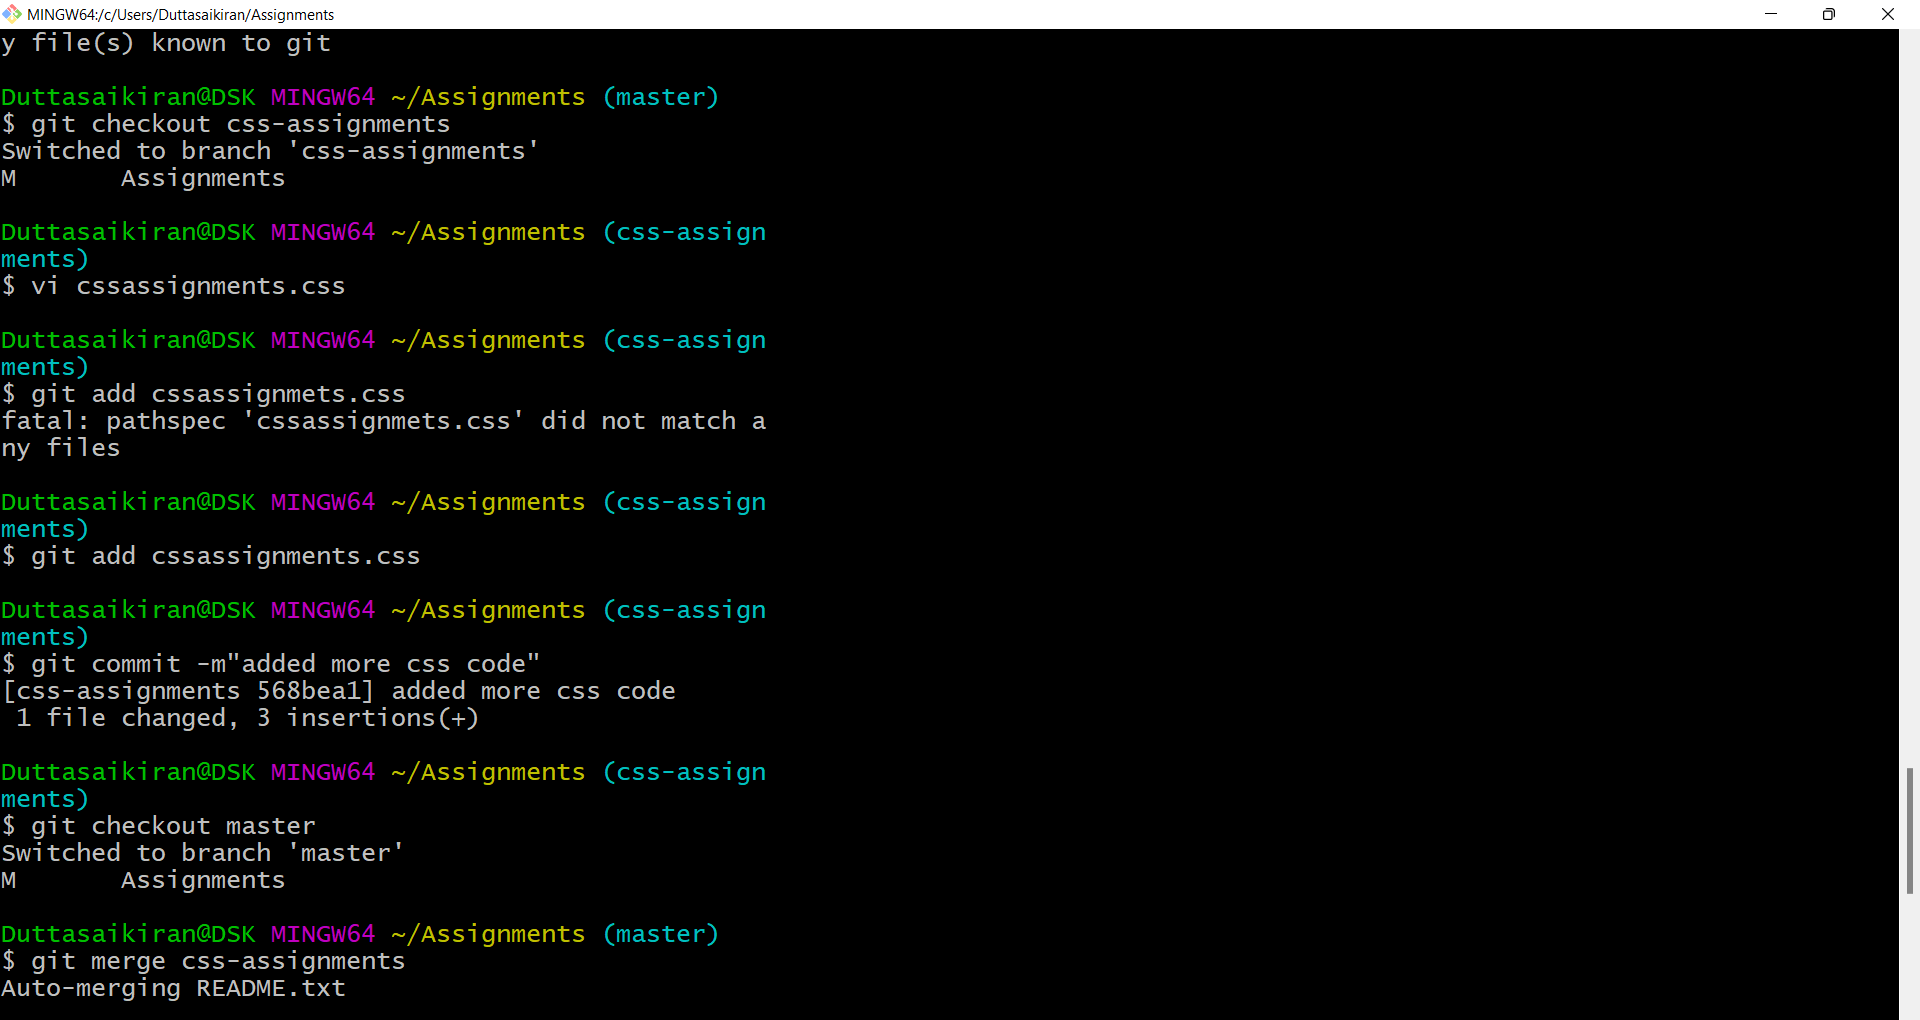 MINGW64:/c/Users/Duttasaikiran/Assignments
y file(s) known to git
Duttasaikiran@DSK MINGW64 ~/Assignments (master)
$ git checkout css-assignments
Switched to branch 'css-assignments'
M       Assignments
Duttasaikiran@DSK MINGW64 ~/Assignments (css-assign
ments)
$ vi cssassignments.css
Duttasaikiran@DSK MINGW64 ~/Assignments (css-assign
ments)
$ git add cssassignmets.css
fatal: pathspec 'cssassignmets.css' did not match a
ny files
Duttasaikiran@DSK MINGW64 ~/Assignments (css-assign
ments)
$ git add cssassignments.css
Duttasaikiran@DSK MINGW64 ~/Assignments (css-assign
ments)
$ git commit -m"added more css code"
[css-assignments 568bea1] added more css code
 1 file changed, 3 insertions(+)
Duttasaikiran@DSK MINGW64 ~/Assignments (css-assign
ments)
$ git checkout master
Switched to branch 'master'
M       Assignments
Duttasaikiran@DSK MINGW64 ~/Assignments (master)
$ git merge css-assignments
Auto-merging README.txt